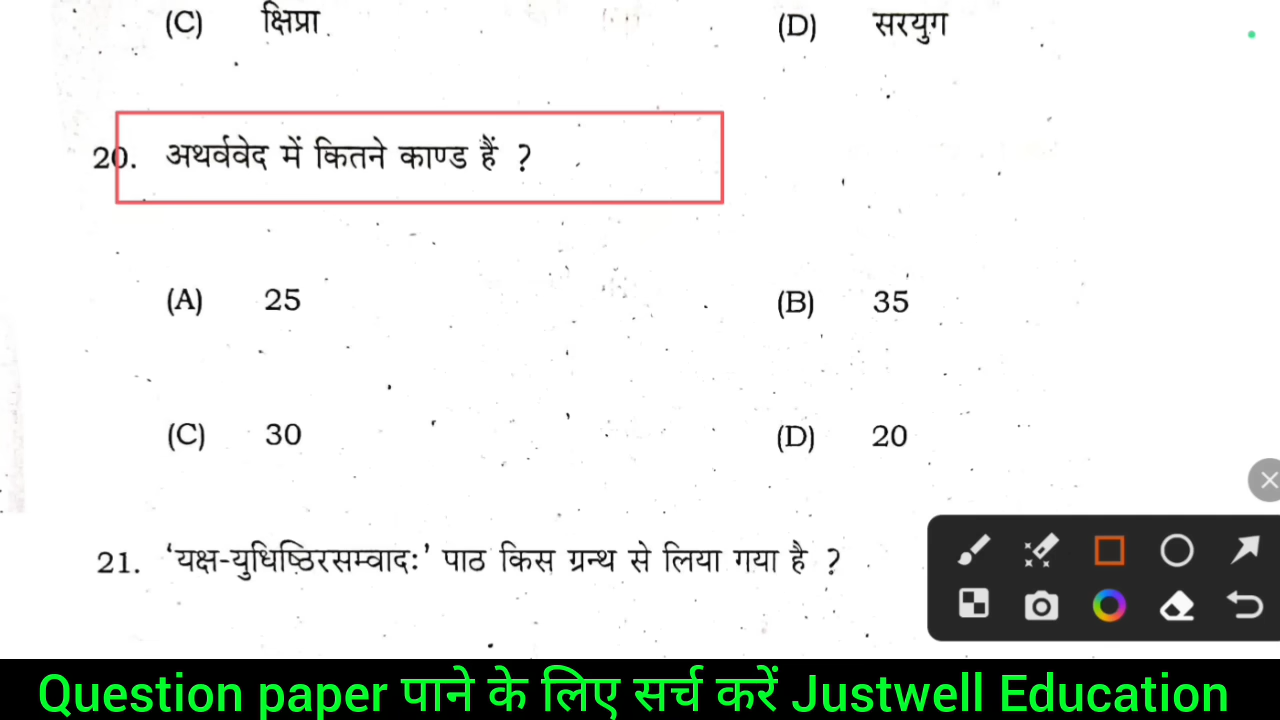 (C) क्षिप्रा (D) सरयुग
20. अथर्ववेद में कितने काण्ड हैं ?
(A) 25 (B) 35
(C) 30 (D) 20
21. ‘यक्ष-युधिष्ठिरसम्वादः’ पाठ किस ग्रन्थ से लिया गया है ?
Question paper पाने के लिए सर्च करें Justwell Education